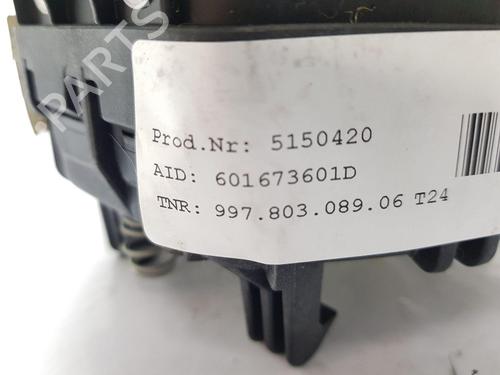 PARTS
Prod.Nr: 5150420
AID: 601673601D
TNR: 997.803.089.06 T24